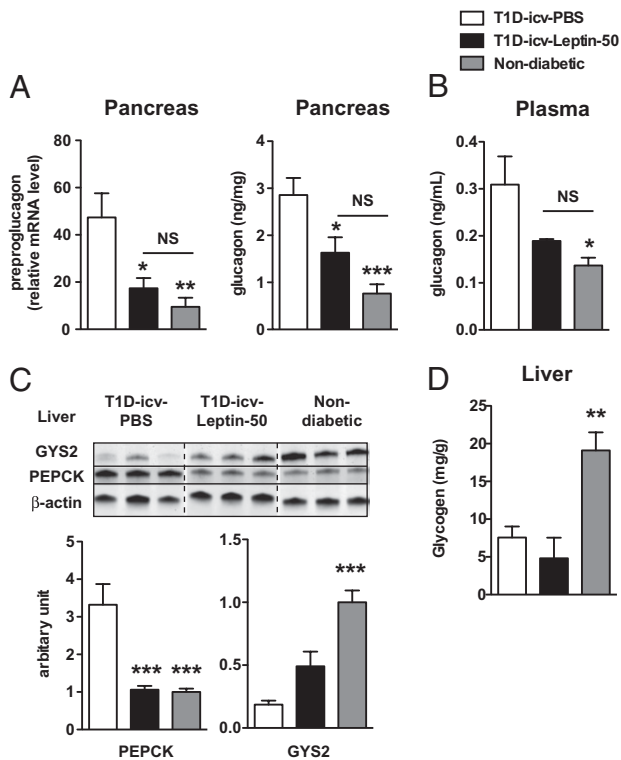 T1D-icv-PBS
T1D-icv-Leptin-50
Non-diabetic
A
Pancreas
preproglucagon
(relative mRNA level)
80
60
40
20
0
NS
*
**
Pancreas
glucagon (ng/mg)
4
3
2
1
0
NS
*
***
B
Plasma
glucagon (ng/mL)
0.4
0.3
0.2
0.1
0.0
NS
*
C
Liver
T1D-icv-
PBS
T1D-icv-
Leptin-50
Non-
diabetic
GYS2
PEPCK
β-actin
arbitary unit
5
4
3
2
1
0
***
***
PEPCK
1.5
1.0
0.5
0.0
***
GYS2
D
Liver
Glycogen (mg/g)
25
20
15
10
5
0
**